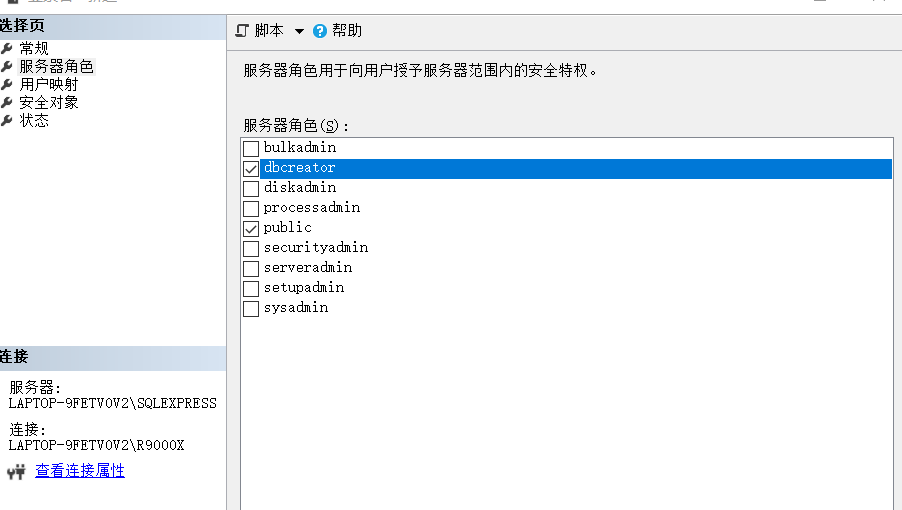 选择页
常规
服务器角色
用户映射
安全对象
状态
脚本 帮助
服务器角色用于向用户授予服务器范围内的安全特权。
服务器角色(S):
bulkadmin
dbcreator
diskadmin
processadmin
public
securityadmin
serveradmin
setupadmin
sysadmin
连接
服务器:
LAPTOP-9FETV0V2\SQLEXPRESS
连接:
LAPTOP-9FETV0V2\R9000X
查看连接属性